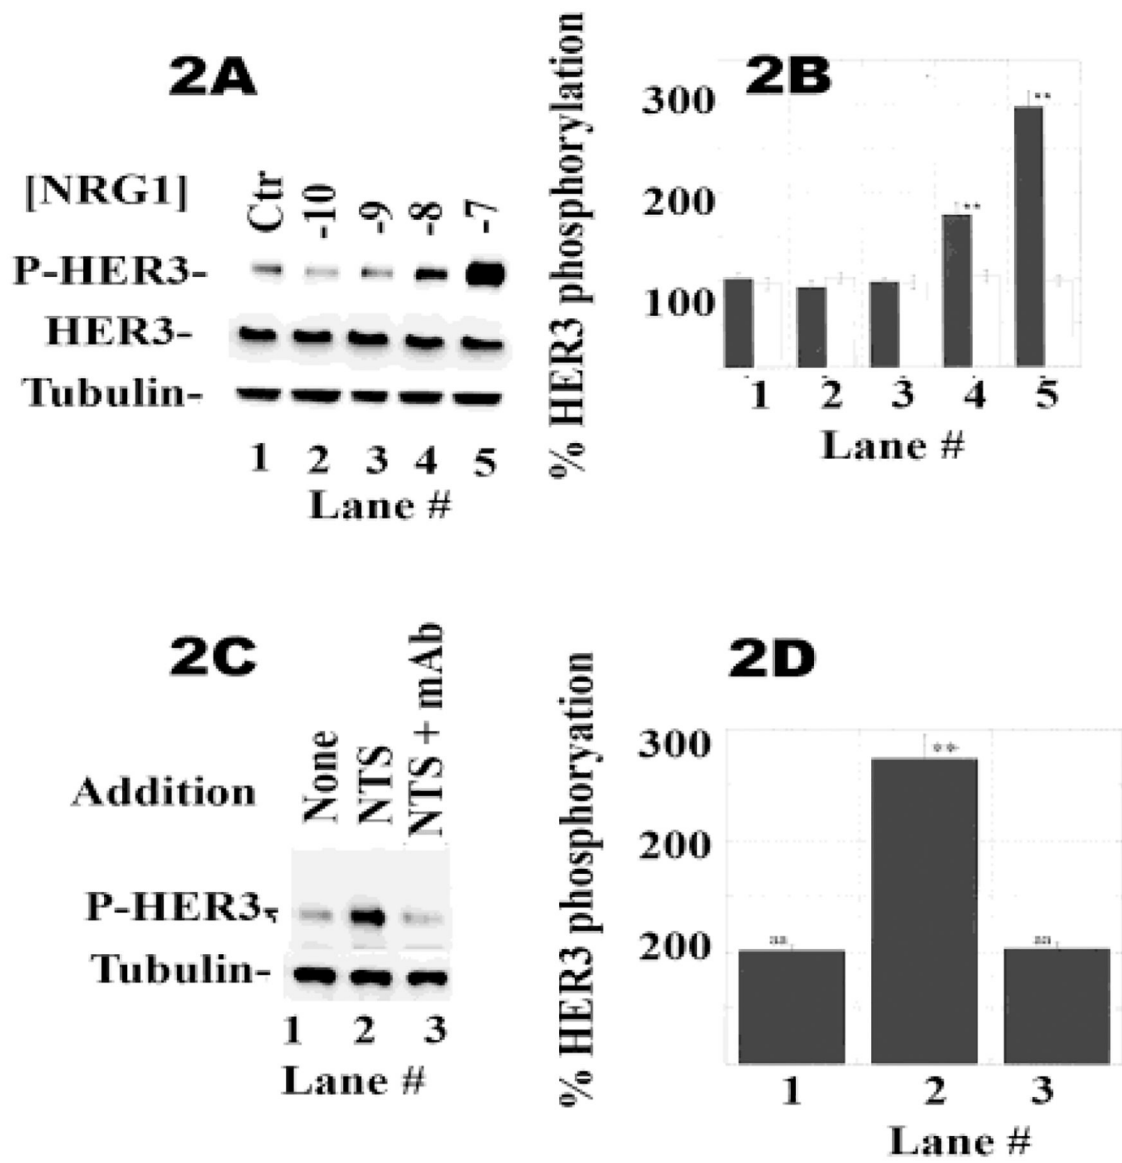 2A
[NRG1]
Ctr
-10
-9
-8
-7
P-HER3-
HER3-
Tubulin-
1 2 3 4 5
Lane #
% HER3 phosphorylation
2B
300
200
100
**
**
1 2 3 4 5
Lane #
2C
Addition
None
NTS
NTS + mAb
P-HER3
Tubulin-
1 2 3
Lane #
% HER3 phosphoryation
2D
300
200
200
**
1 2 3
Lane #